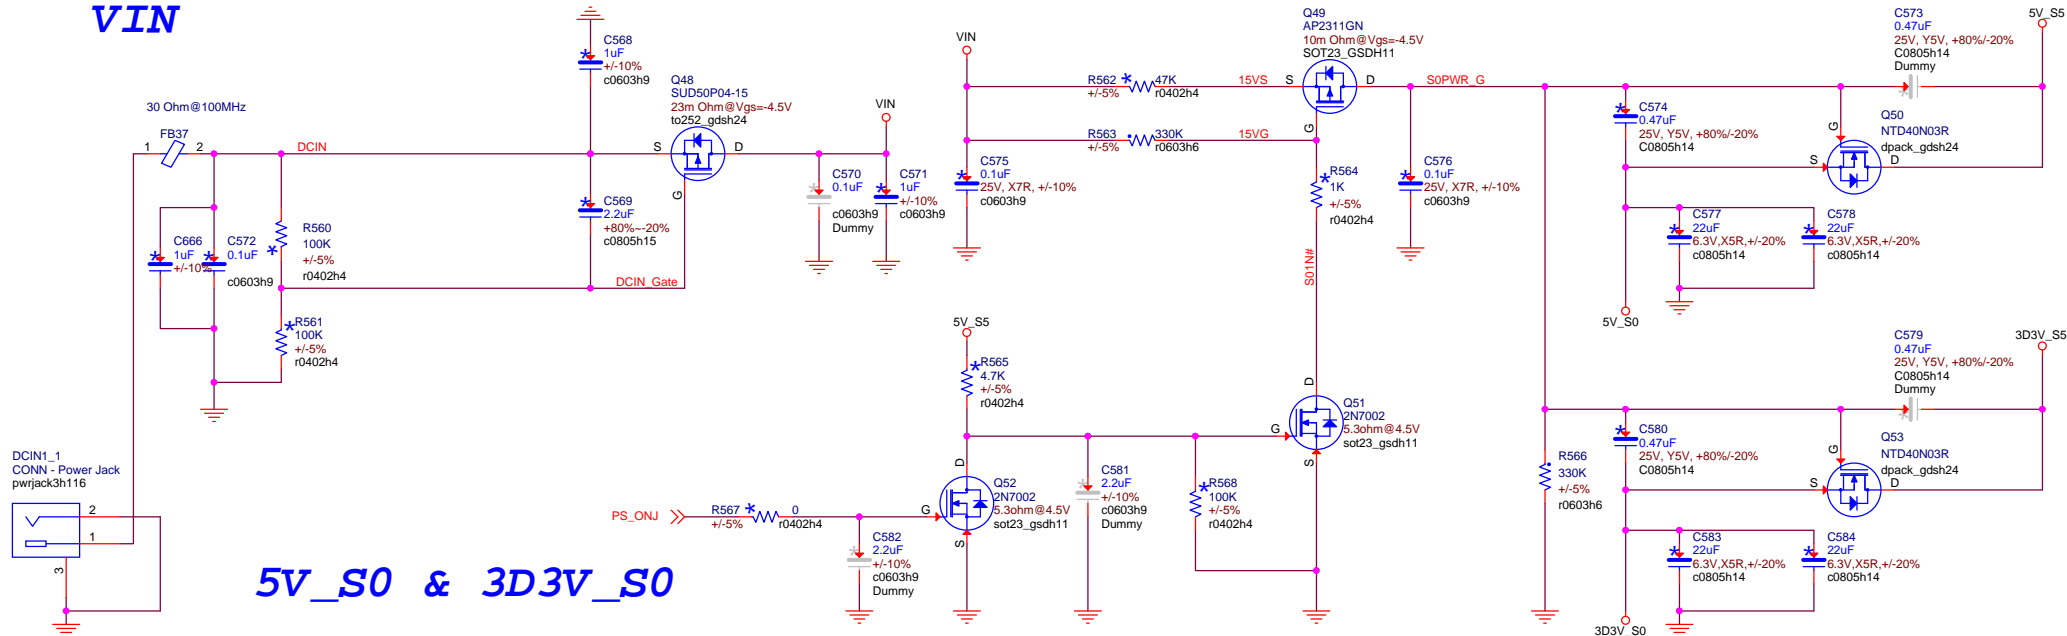 VIN
C568
1uF
+/-10%
c0603h9
Q48
SUD50P04-15
23m Ohm@Vgs=-4.5V
to252_gdsh24
30 Ohm@100MHz
FB37
1
2
DCIN
S
D
G
VIN
C570
0.1uF
c0603h9
Dummy
C571
1uF
+/-10%
c0603h9
C569
2.2uF
+80%~-20%
c0805h15
C666
1uF
+/-10%
C572
0.1uF
c0603h9
R560
100K
+/-5%
r0402h4
DCIN_Gate
R561
100K
+/-5%
r0402h4
DCIN1_1
CONN - Power Jack
pwrjack3h116
2
1
3
VIN
R562
47K
+/-5%
r0402h4
15VS
S
D
G
Q49
AP2311GN
10m Ohm@Vgs=-4.5V
SOT23_GSDH11
S0PWR_G
R563
330K
+/-5%
r0603h6
15VG
C575
0.1uF
25V, X7R, +/-10%
c0603h9
R564
1K
+/-5%
r0402h4
C576
0.1uF
25V, X7R, +/-10%
c0603h9
S01N#
5V_S5
R565
4.7K
+/-5%
r0402h4
D
G
S
Q51
2N7002
5.3ohm@4.5V
sot23_gsdh11
D
G
S
Q52
2N7002
5.3ohm@4.5V
sot23_gsdh11
C581
2.2uF
+/-10%
c0603h9
Dummy
R568
100K
+/-5%
r0402h4
PS_ONJ
R567
0
+/-5%
r0402h4
C582
2.2uF
+/-10%
c0603h9
Dummy
5V_S0 & 3D3V_S0
C573
0.47uF
25V, Y5V, +80%/-20%
C0805h14
Dummy
5V_S5
C574
0.47uF
25V, Y5V, +80%/-20%
C0805h14
G
S
D
Q50
NTD40N03R
dpack_gdsh24
C577
22uF
6.3V,X5R,+/-20%
c0805h14
C578
22uF
6.3V,X5R,+/-20%
c0805h14
5V_S0
C579
0.47uF
25V, Y5V, +80%/-20%
C0805h14
Dummy
3D3V_S5
C580
0.47uF
25V, Y5V, +80%/-20%
C0805h14
G
S
D
Q53
NTD40N03R
dpack_gdsh24
R566
330K
+/-5%
r0603h6
C583
22uF
6.3V,X5R,+/-20%
c0805h14
C584
22uF
6.3V,X5R,+/-20%
c0805h14
3D3V_S0